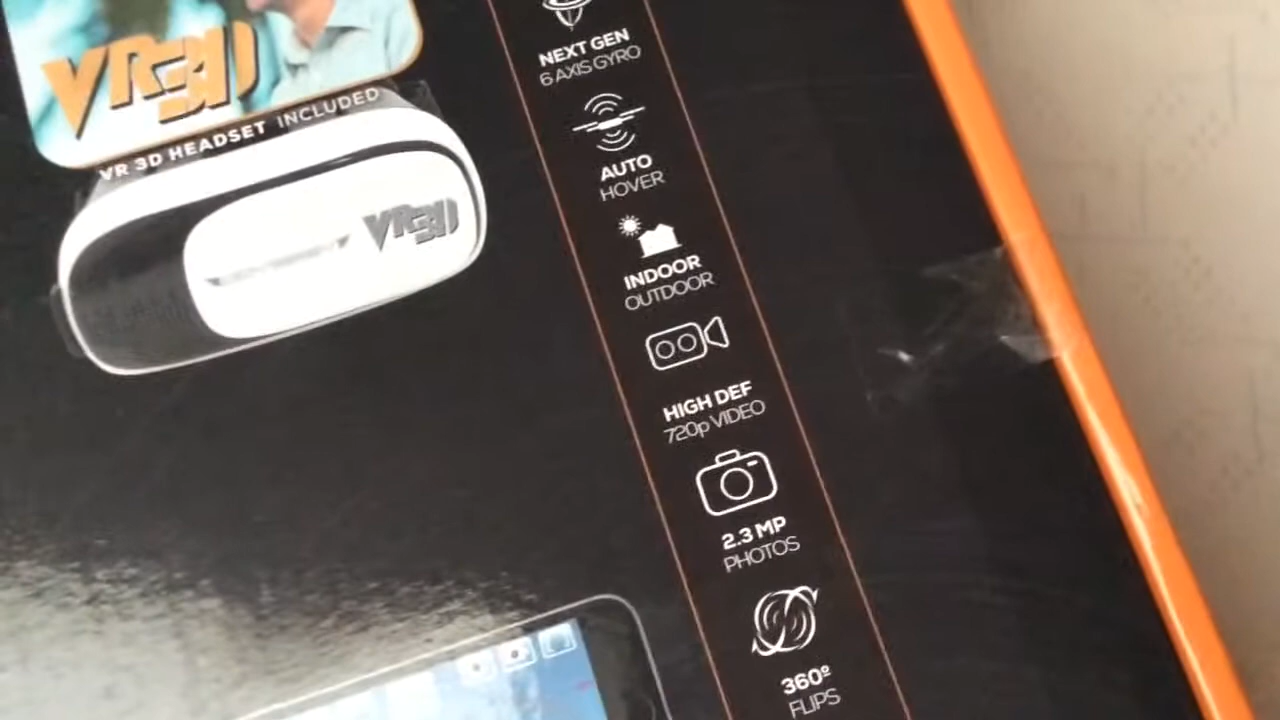 VR3D
VR 3D HEADSET INCLUDED
VR3D
NEXT GEN
6 AXIS GYRO
AUTO
HOVER
INDOOR
OUTDOOR
HIGH DEF
720p VIDEO
2.3 MP
PHOTOS
360º
FLIPS